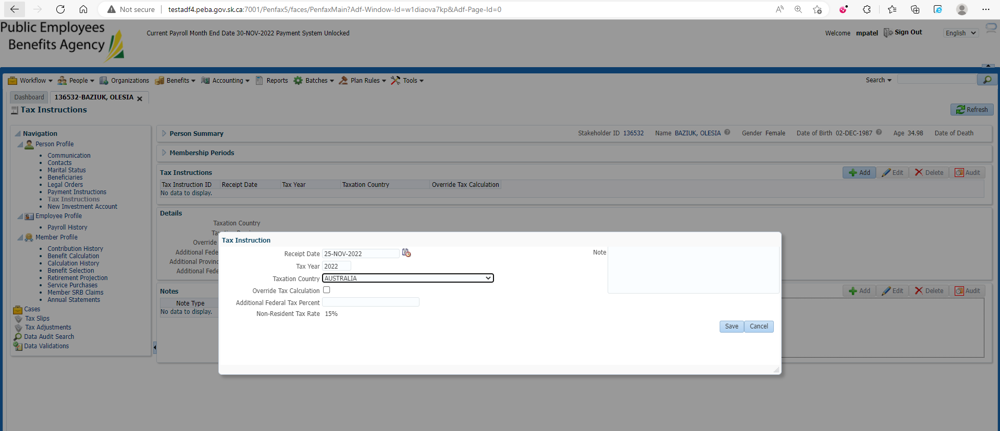 Not secure | testadf4.peba.gov.sk.ca:7001/Penfax5/faces/PenfaxMain?Adf-Window-Id=w1diaova7kp&Adf-Page-Id=0
Public Employees
Benefits Agency
Current Payroll Month End Date 30-NOV-2022 Payment System Unlocked
Welcome mpatel Sign Out English
Workflow People Organizations Benefits Accounting Reports Batches Plan Rules Tools Search
Dashboard 136532-BAZIUK, OLESIA
Tax Instructions
Refresh
Navigation
Person Profile
Communication
Contacts
Marital Status
Beneficiaries
Legal Orders
Payment Instructions
Tax Instructions
New Investment Account
Employee Profile
Payroll History
Member Profile
Contribution History
Benefit Calculation
Calculation History
Benefit Selection
Retirement Projection
Service Purchases
Member SRB Claims
Annual Statements
Cases
Tax Slips
Tax Adjustments
Data Audit Search
Data Validations
Person Summary Stakeholder ID 136532 Name BAZIUK, OLESIA Gender Female Date of Birth 02-DEC-1987 Age 34.98 Date of Death
Membership Periods
Tax Instructions Add Edit Delete Audit
Tax Instruction ID Receipt Date Tax Year Taxation Country Override Tax Calculation
No data to display.
Details
Taxation Country
Override
Additional Fede
Additional Provinc
Additional Fede
Notes Add Edit Delete Audit
Note Type
No data to display.
Tax Instruction
Receipt Date 25-NOV-2022
Tax Year 2022
Taxation Country AUSTRALIA
Override Tax Calculation
Additional Federal Tax Percent
Non-Resident Tax Rate 15%
Note
Save Cancel